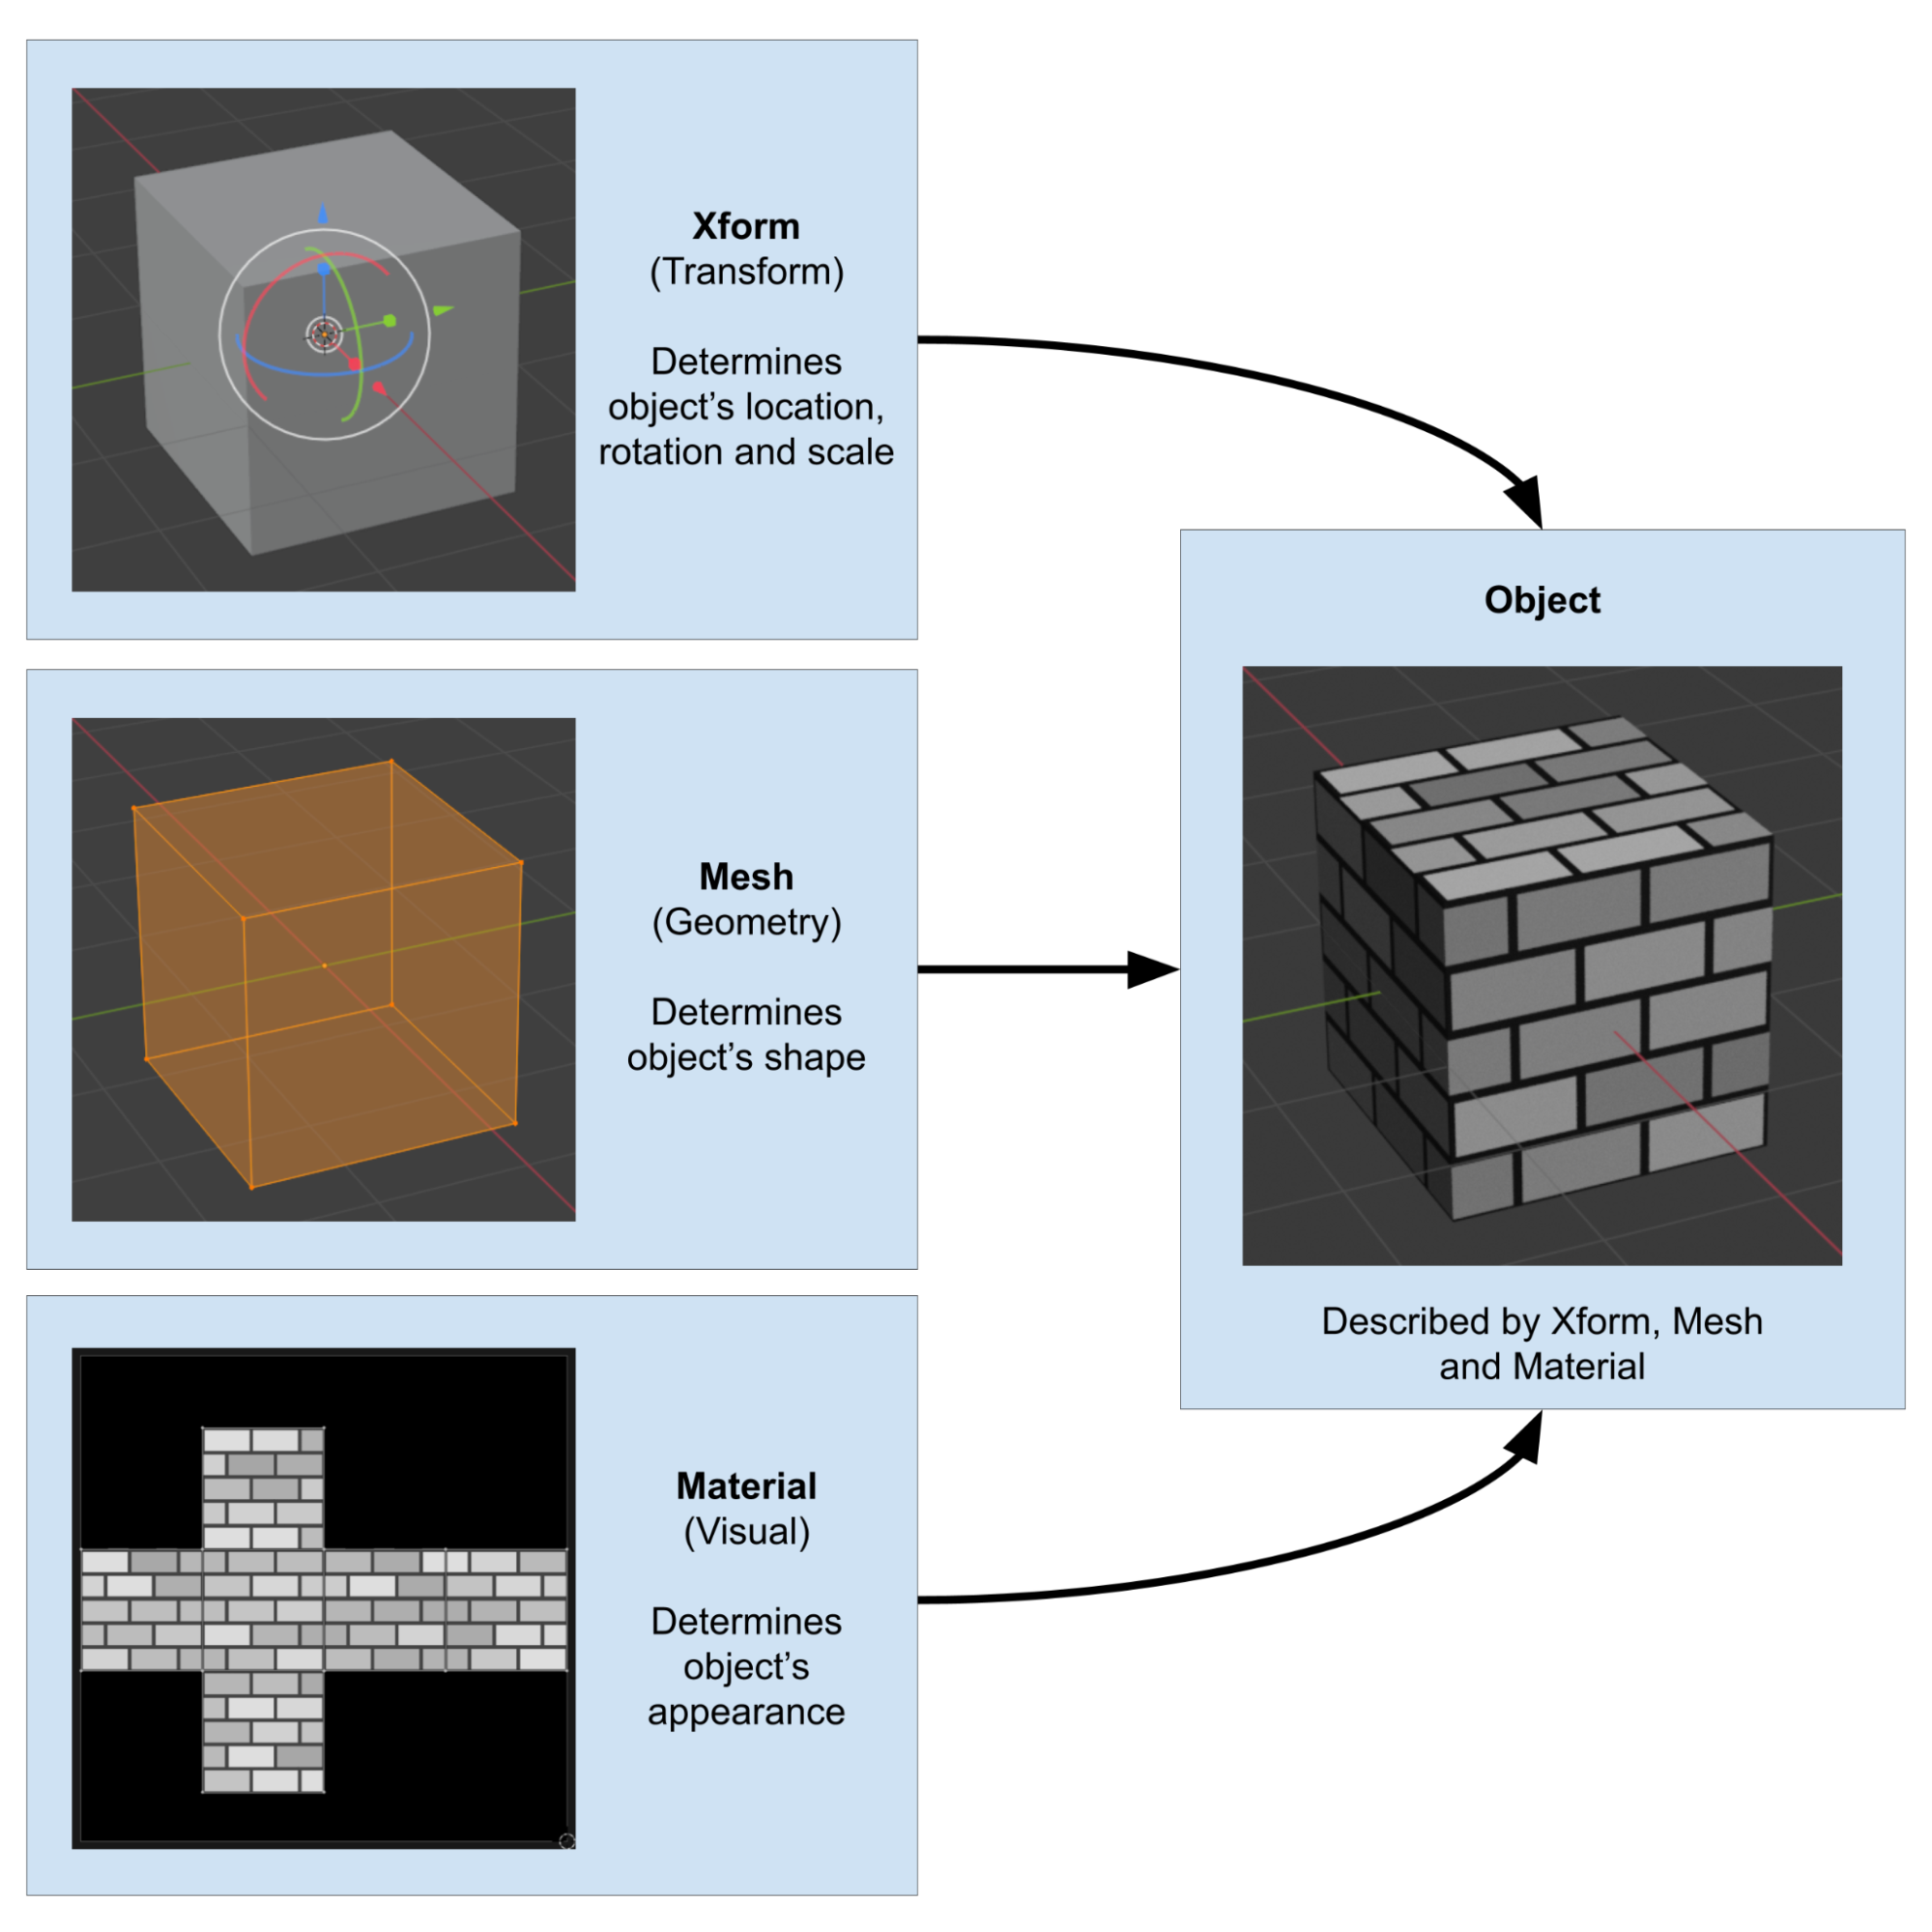 Xform
(Transform)
Determines
object’s location,
rotation and scale
Mesh
(Geometry)
Determines
object’s shape
Material
(Visual)
Determines
object’s
appearance
Object
Described by Xform, Mesh
and Material